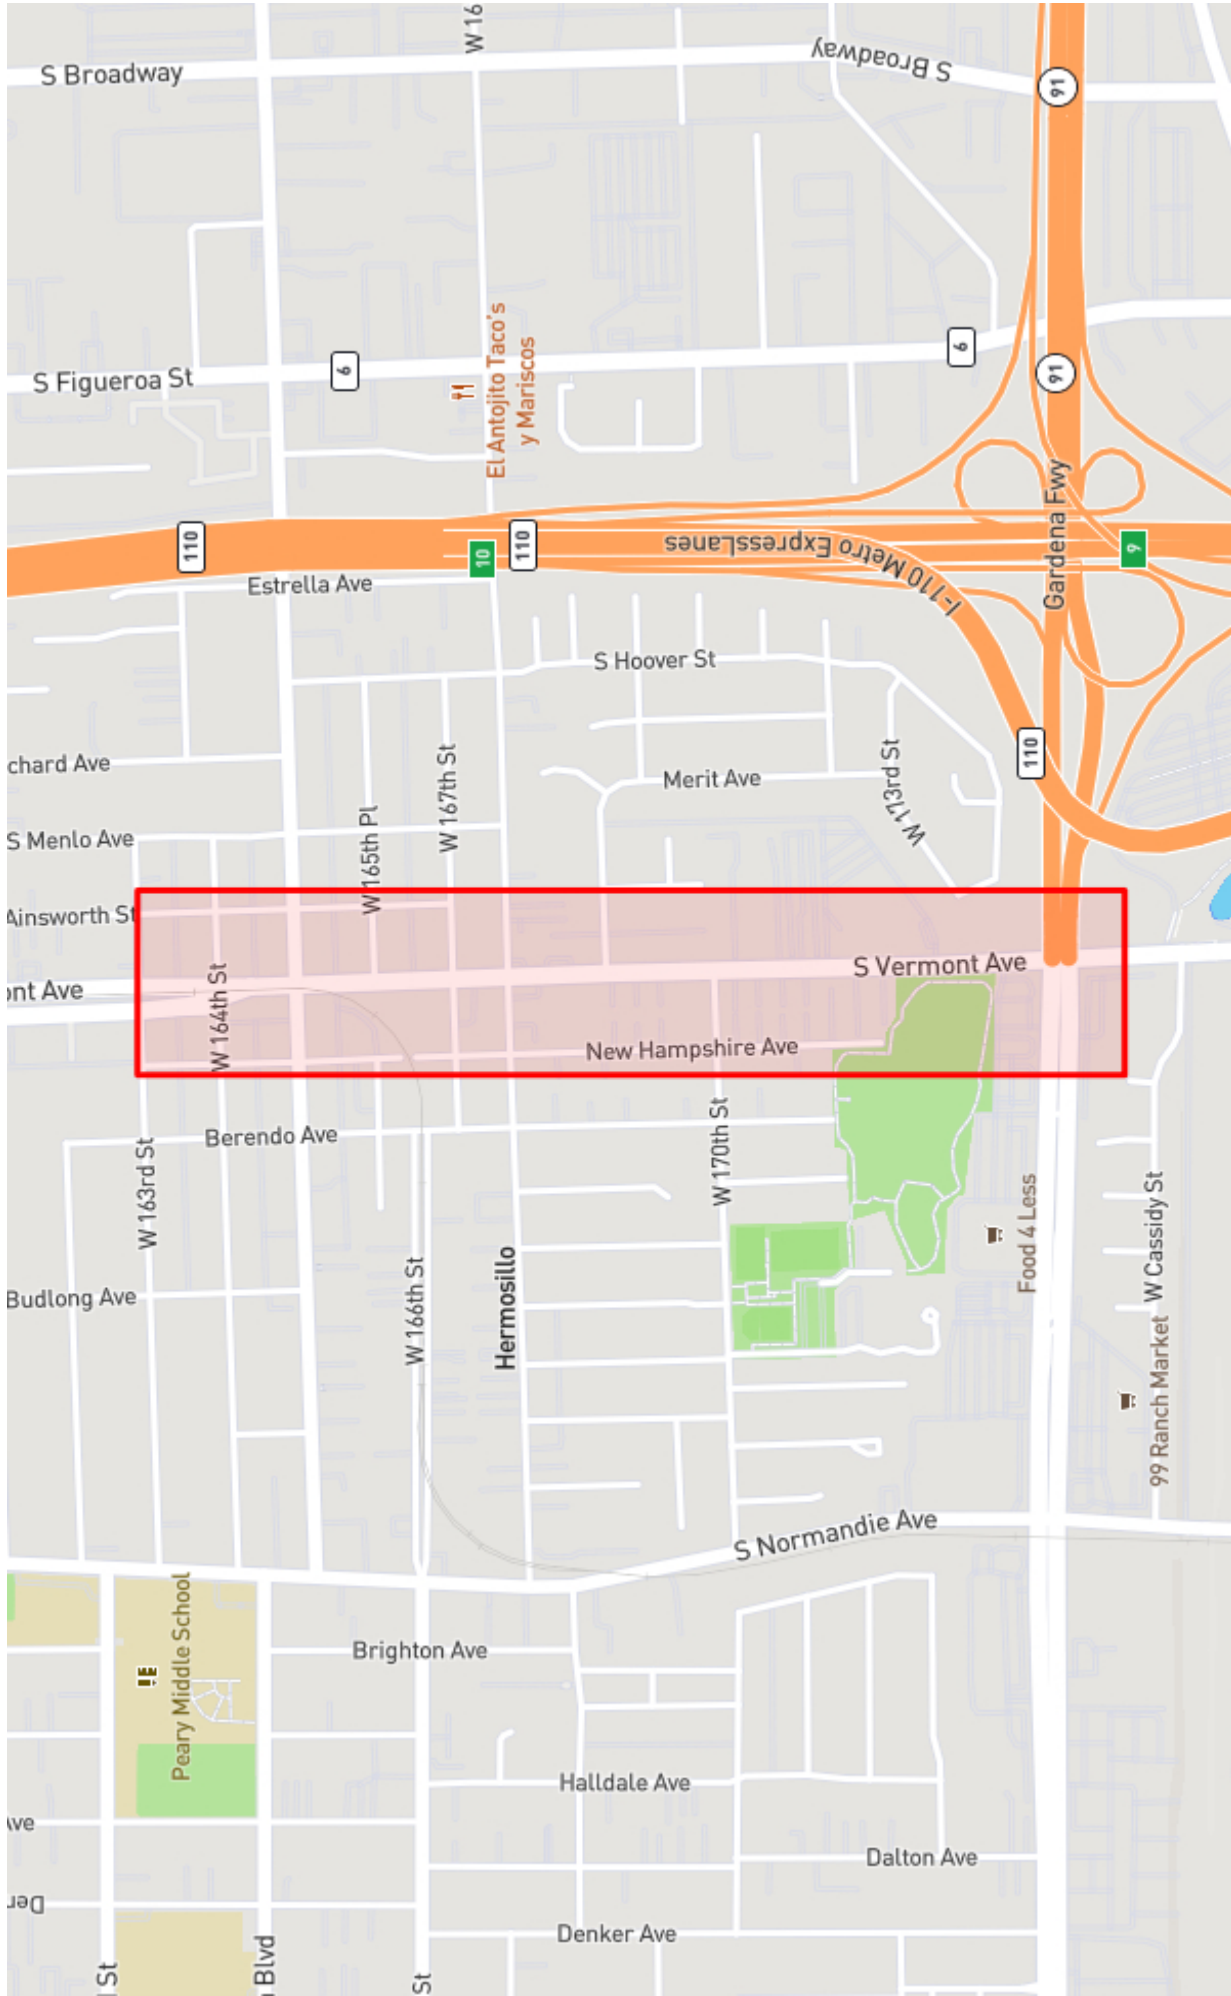 W 16
S Broadway
S Broadway
91
El Antojito Taco's
y Mariscos
S Figueroa St
6
6
91
Gardena Fwy
110
110
10
9
I-110 Metro ExpressLanes
Estrella Ave
S Hoover St
110
chard Ave
W 167th St
Merit Ave
W 173rd St
S Menlo Ave
W 165th Pl
Ainsworth St
ont Ave
W 164th St
S Vermont Ave
New Hampshire Ave
Berendo Ave
W 163rd St
W 170th St
Food 4 Less
W Cassidy St
Budlong Ave
W 166th St
Hermosillo
99 Ranch Market
S Normandie Ave
Peary Middle School
Brighton Ave
Halldale Ave
Ave
Dalton Ave
Den
Denker Ave
Blvd
St
St